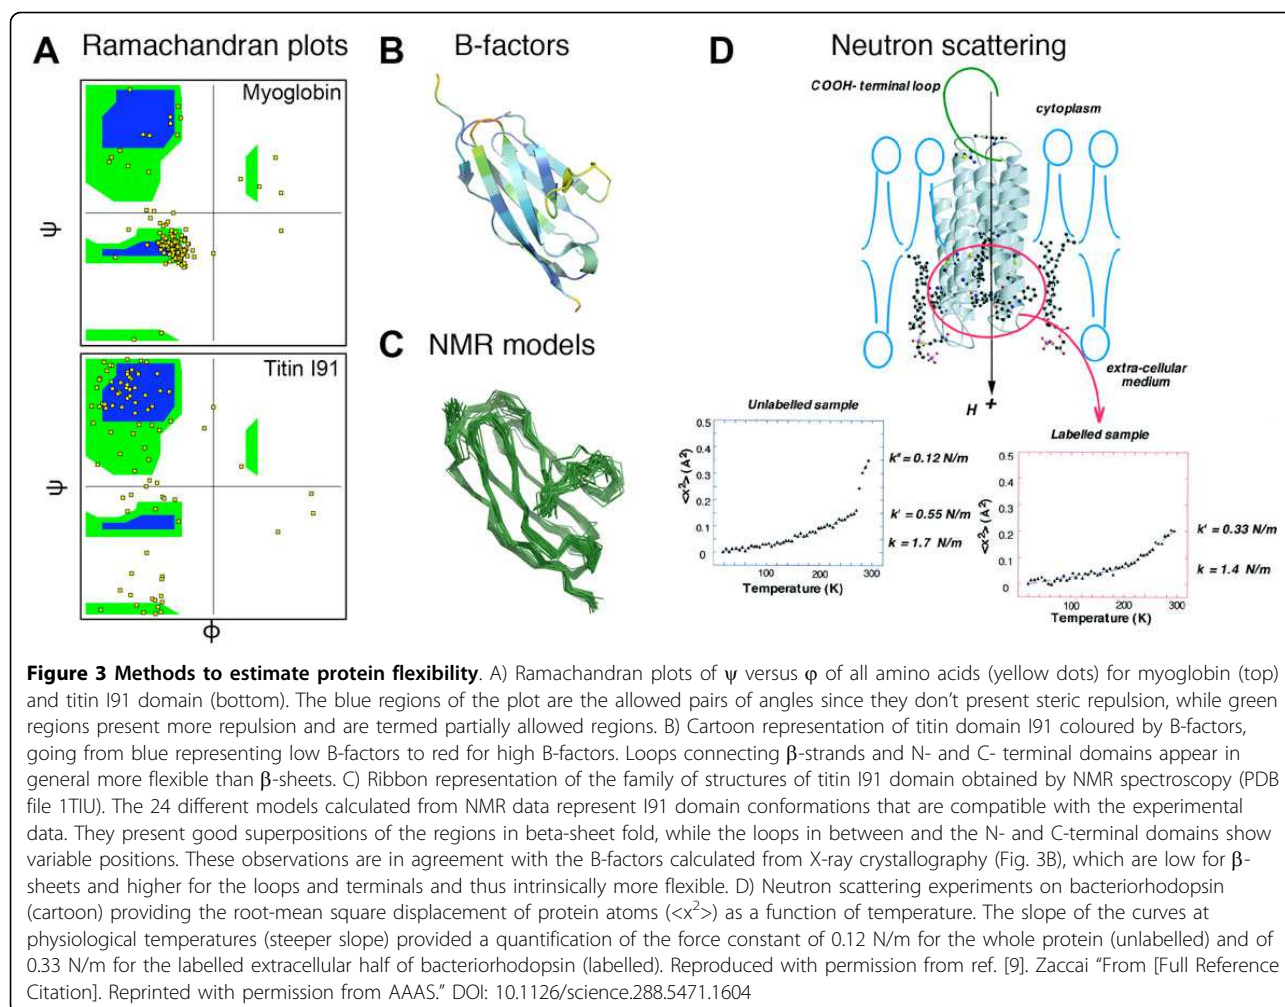 A Ramachandran plots
Myoglobin
ψ
Titin I91
ψ
φ
B B-factors
C NMR models
D Neutron scattering
COOH- terminal loop
cytoplasm
extra-cellular
medium
H +
Unlabelled sample
0.5
0.4
0.3
0.2
0.1
0
<x²> (Å²)
100 200 300
Temperature (K)
k" = 0.12 N/m
k' = 0.55 N/m
k = 1.7 N/m
Labelled sample
0.5
0.4
0.3
0.2
0.1
0
<x²> (Å²)
100 200 300
Temperature (K)
k' = 0.33 N/m
k = 1.4 N/m
Figure 3 Methods to estimate protein flexibility. A) Ramachandran plots of ψ versus φ of all amino acids (yellow dots) for myoglobin (top)
and titin I91 domain (bottom). The blue regions of the plot are the allowed pairs of angles since they don't present steric repulsion, while green
regions present more repulsion and are termed partially allowed regions. B) Cartoon representation of titin domain I91 coloured by B-factors,
going from blue representing low B-factors to red for high B-factors. Loops connecting β-strands and N- and C- terminal domains appear in
general more flexible than β-sheets. C) Ribbon representation of the family of structures of titin I91 domain obtained by NMR spectroscopy (PDB
file 1TIU). The 24 different models calculated from NMR data represent I91 domain conformations that are compatible with the experimental
data. They present good superpositions of the regions in beta-sheet fold, while the loops in between and the N- and C-terminal domains show
variable positions. These observations are in agreement with the B-factors calculated from X-ray crystallography (Fig. 3B), which are low for β-
sheets and higher for the loops and terminals and thus intrinsically more flexible. D) Neutron scattering experiments on bacteriorhodopsin
(cartoon) providing the root-mean square displacement of protein atoms (<x²>) as a function of temperature. The slope of the curves at
physiological temperatures (steeper slope) provided a quantification of the force constant of 0.12 N/m for the whole protein (unlabelled) and of
0.33 N/m for the labelled extracellular half of bacteriorhodopsin (labelled). Reproduced with permission from ref. [9]. Zaccai "From [Full Reference
Citation]. Reprinted with permission from AAAS." DOI: 10.1126/science.288.5471.1604